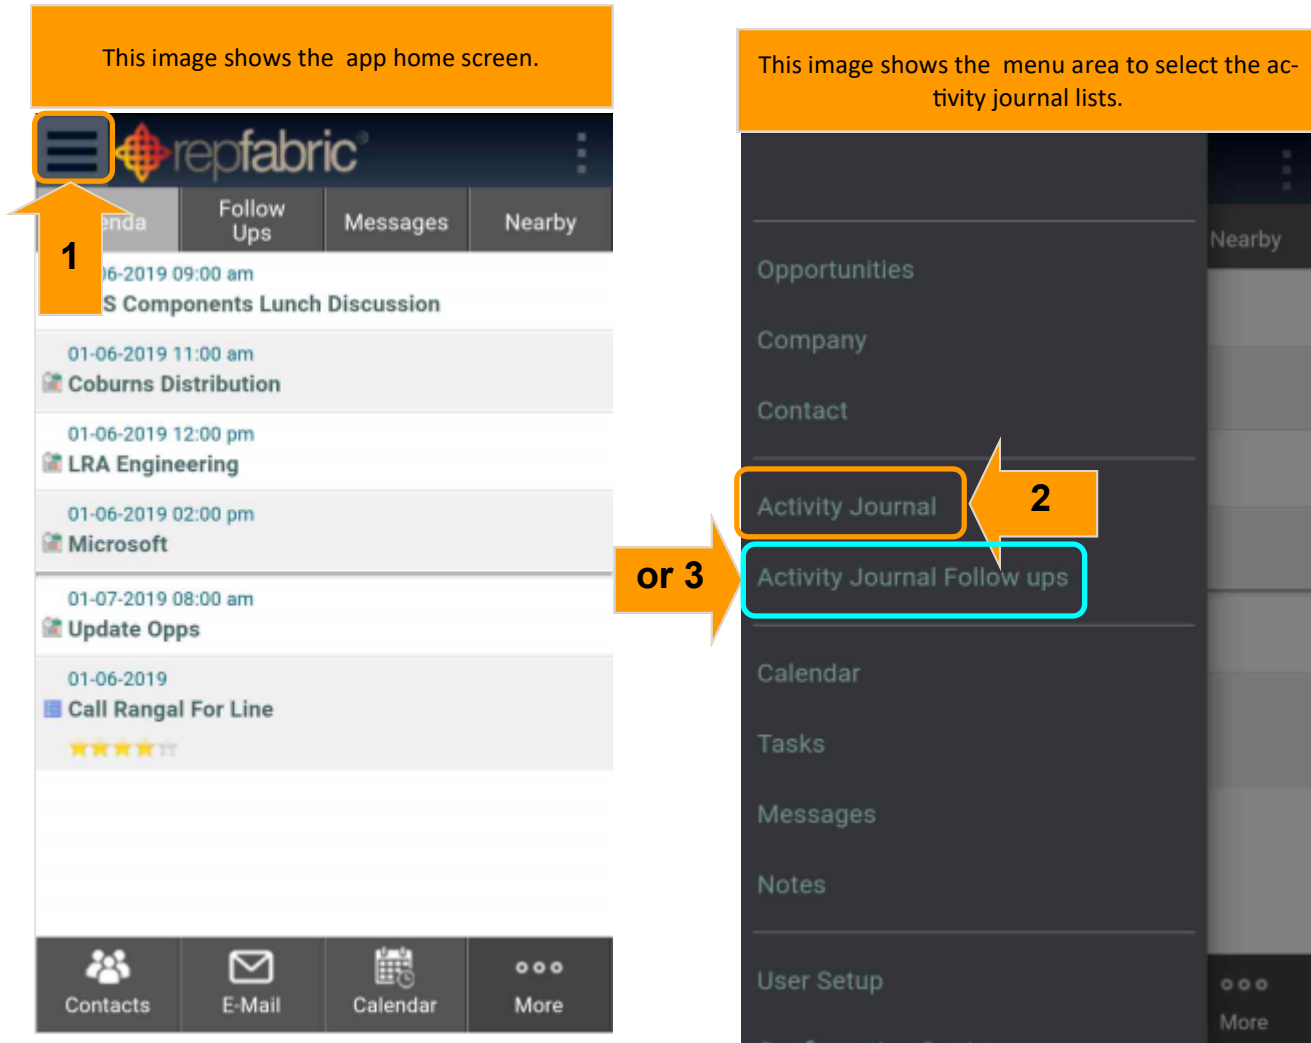 This image shows the app home screen.
repfabric
enda
Follow
Ups
Messages
Nearby
1
06-2019 09:00 am
S Components Lunch Discussion
01-06-2019 11:00 am
Coburns Distribution
01-06-2019 12:00 pm
LRA Engineering
01-06-2019 02:00 pm
Microsoft
01-07-2019 08:00 am
Update Opps
01-06-2019
Call Rangal For Line
Contacts
E-Mail
Calendar
More
This image shows the menu area to select the ac-
tivity journal lists.
Nearby
Opportunities
Company
Contact
Activity Journal
2
or 3
Activity Journal Follow ups
Calendar
Tasks
Messages
Notes
User Setup
More